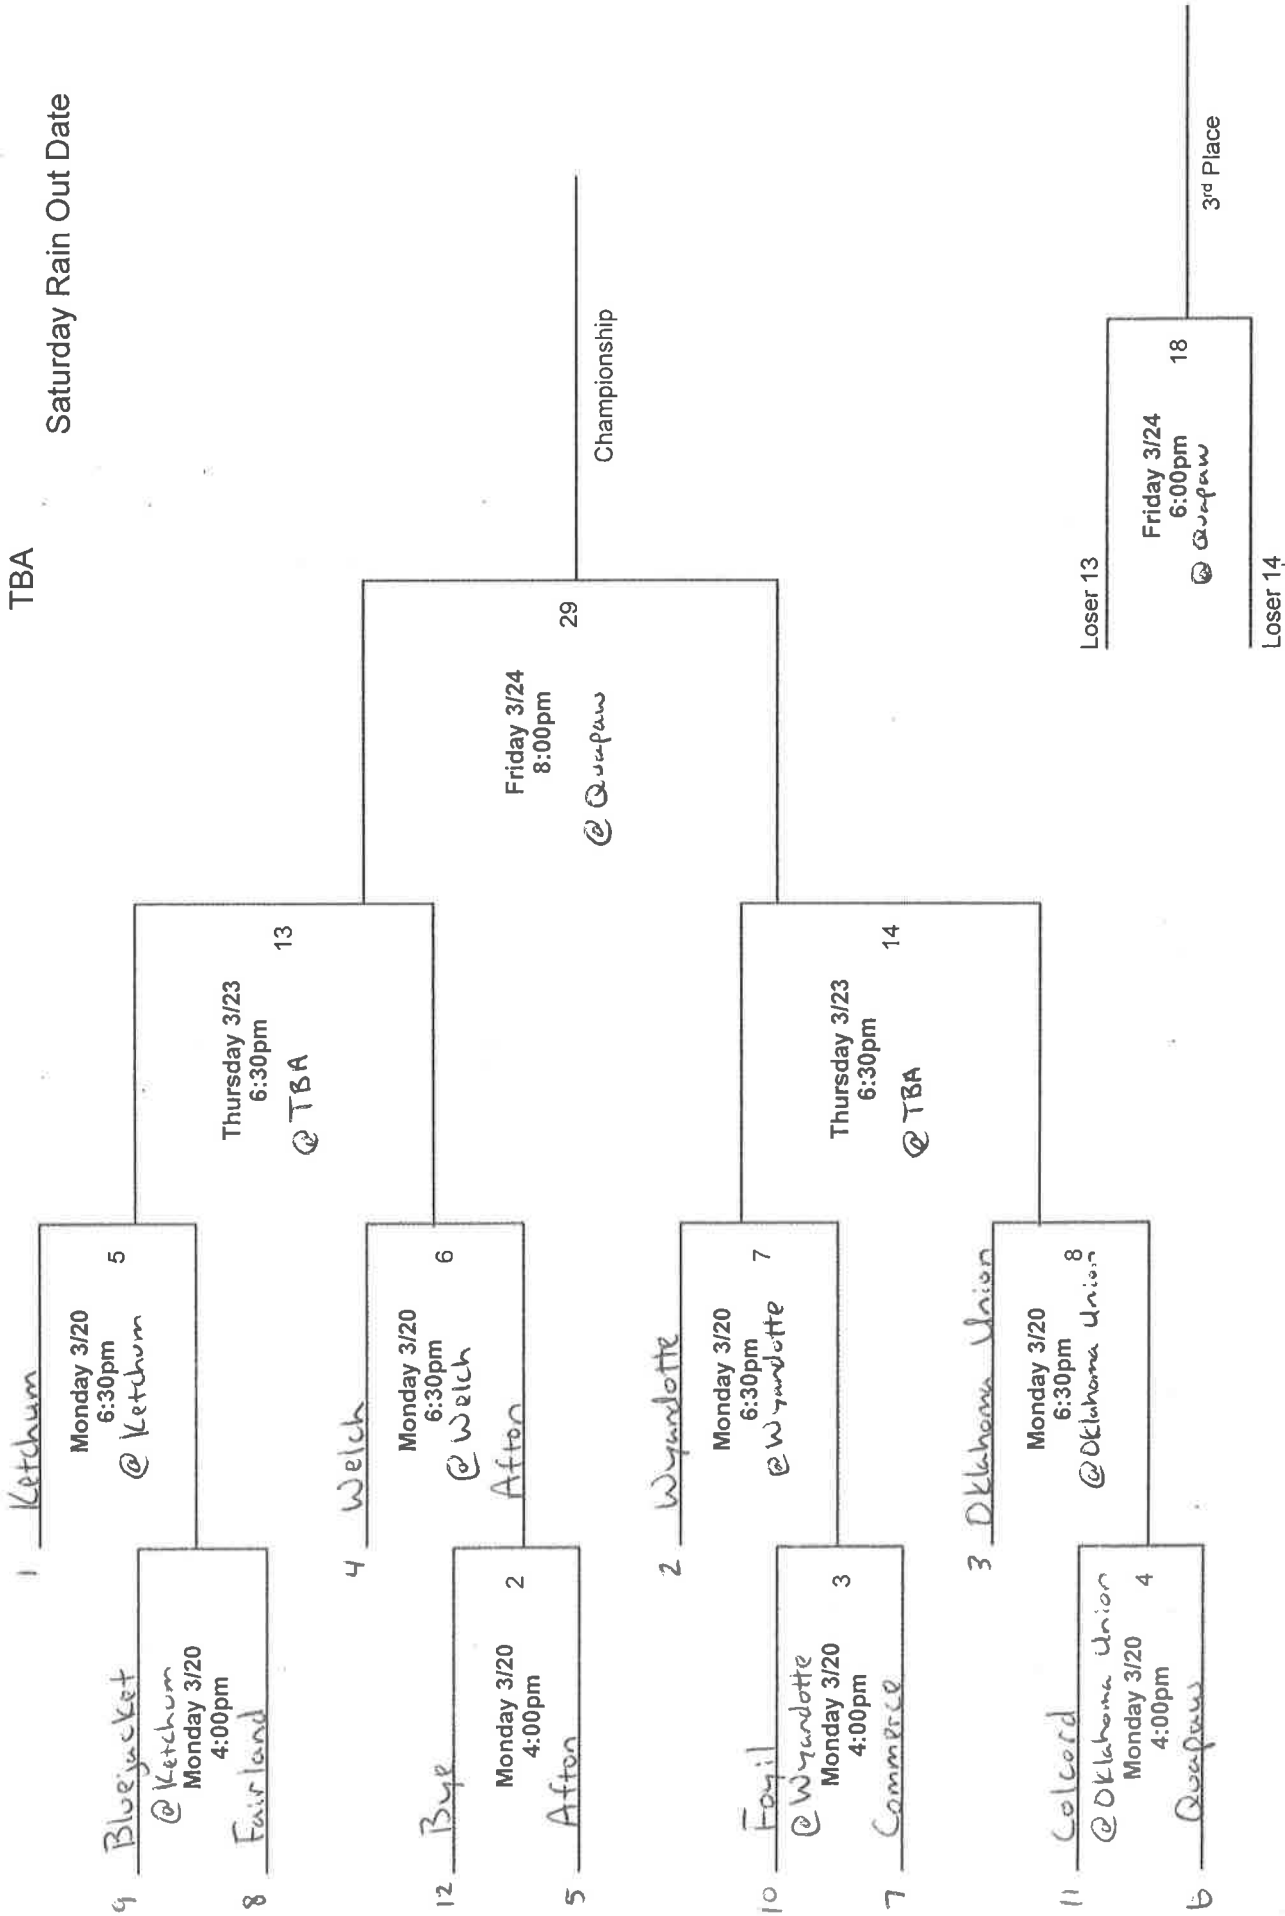 TBA
Saturday Rain Out Date
1 Ketchum
Monday 3/20
6:30pm
@ Ketchum
5
9 Bluejacket
@ Ketchum
Monday 3/20
4:00pm
8 Fairland
Thursday 3/23
6:30pm
@ TBA
13
4 Welch
Monday 3/20
6:30pm
@ Welch
6
Afton
12 Bye
Monday 3/20
4:00pm
2
5 Afton
Friday 3/24
8:00pm
@ Quapaw
29
Championship
2 Wyandotte
Monday 3/20
6:30pm
@ Wyandotte
7
10 Foyil
@ Wyandotte
Monday 3/20
4:00pm
3
7 Commerce
Thursday 3/23
6:30pm
@ TBA
14
3 Oklahoma Union
Monday 3/20
6:30pm
@ Oklahoma Union
8
11 Colcord
@ Oklahoma Union
Monday 3/20
4:00pm
4
6 Quapaw
Loser 13
Friday 3/24
6:00pm
@ Quapaw
18
Loser 14
3rd Place